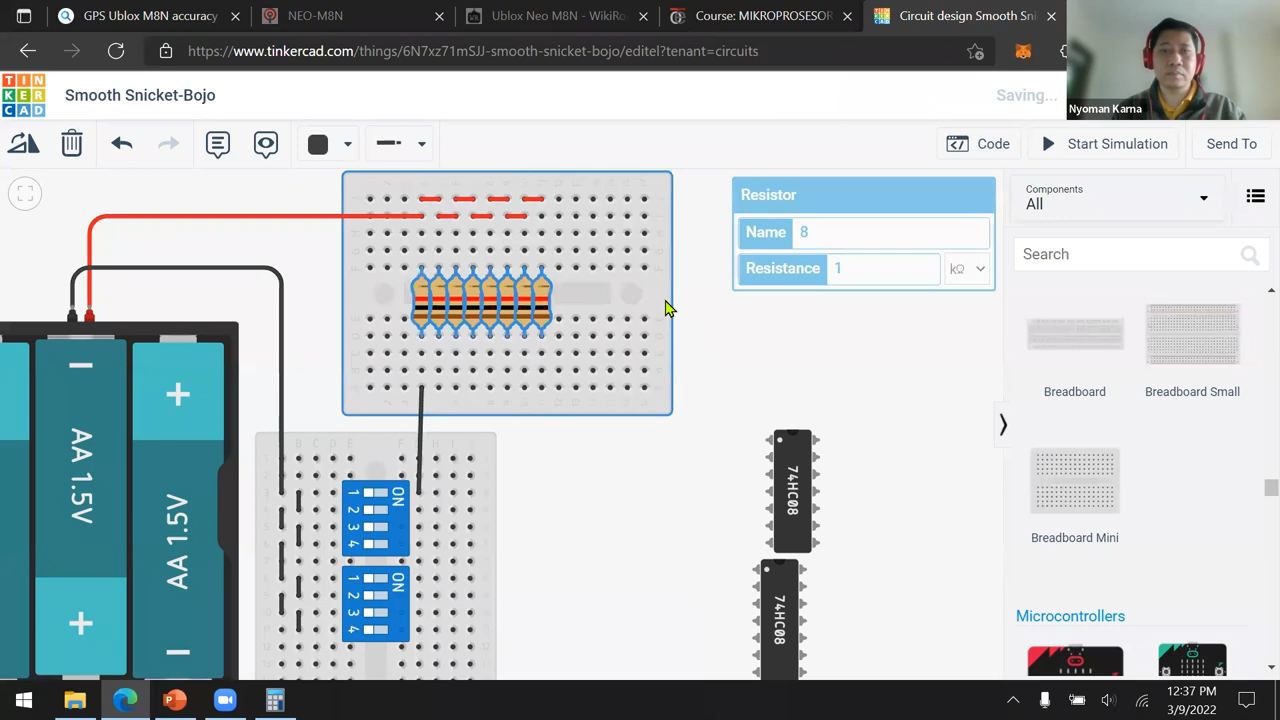 GPS Ublox M8N accuracy
NEO-M8N
Ublox Neo M8N - WikiRo
Course: MIKROPROSESOR
Circuit design Smooth Sni
https://www.tinkercad.com/things/6N7xz71mSJJ-smooth-snicket-bojo/editel?tenant=circuits
TIN
KER
CAD
Smooth Snicket-Bojo
Saving...
Nyoman Karna
Code
Start Simulation
Send To
Resistor
Name 8
Resistance 1 kΩ
Components
All
Search
Breadboard
Breadboard Small
Breadboard Mini
Microcontrollers
AA 1.5V
AA 1.5V
ON
1
2
3
4
ON
1
2
3
4
74HC08
74HC08
12:37 PM
3/9/2022